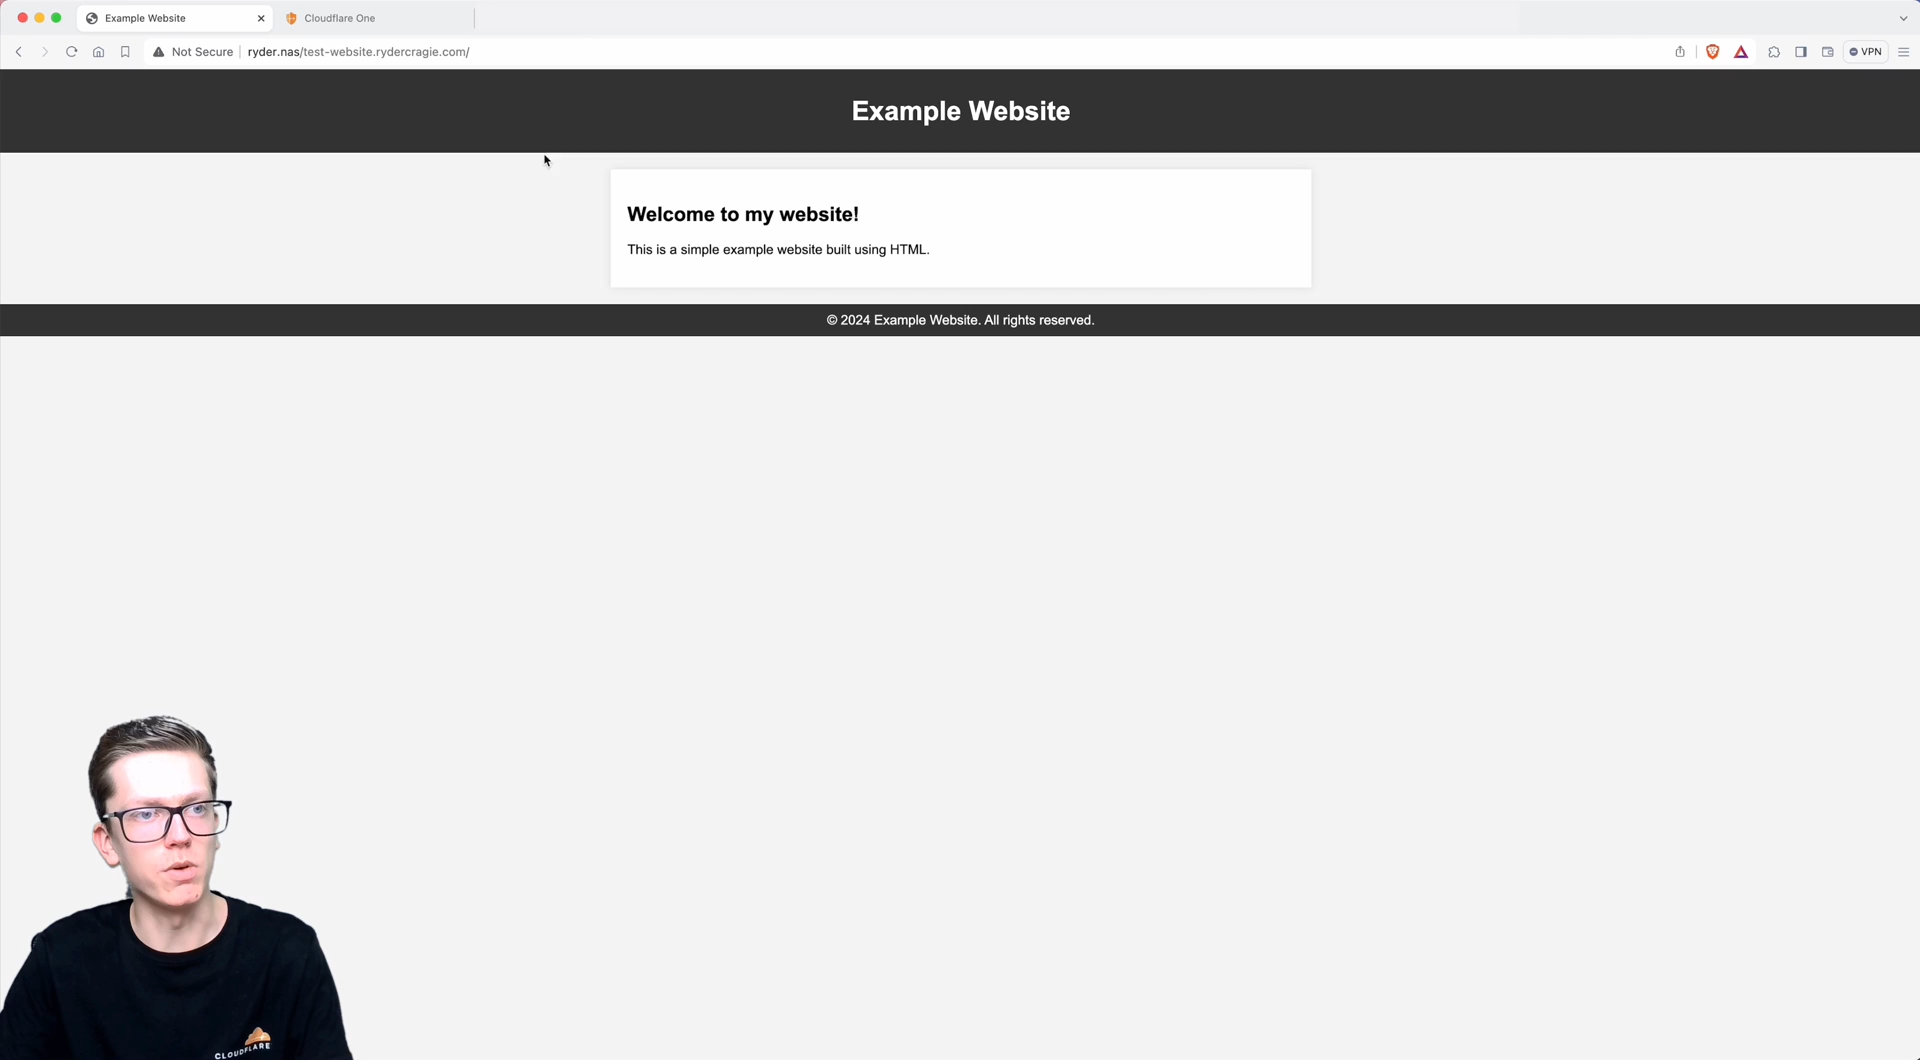 Example Website
Cloudflare One
Not Secure
ryder.nas/test-website.rydercragie.com/
VPN
Example Website
Welcome to my website!
This is a simple example website built using HTML.
© 2024 Example Website. All rights reserved.
CLOUDFLARE